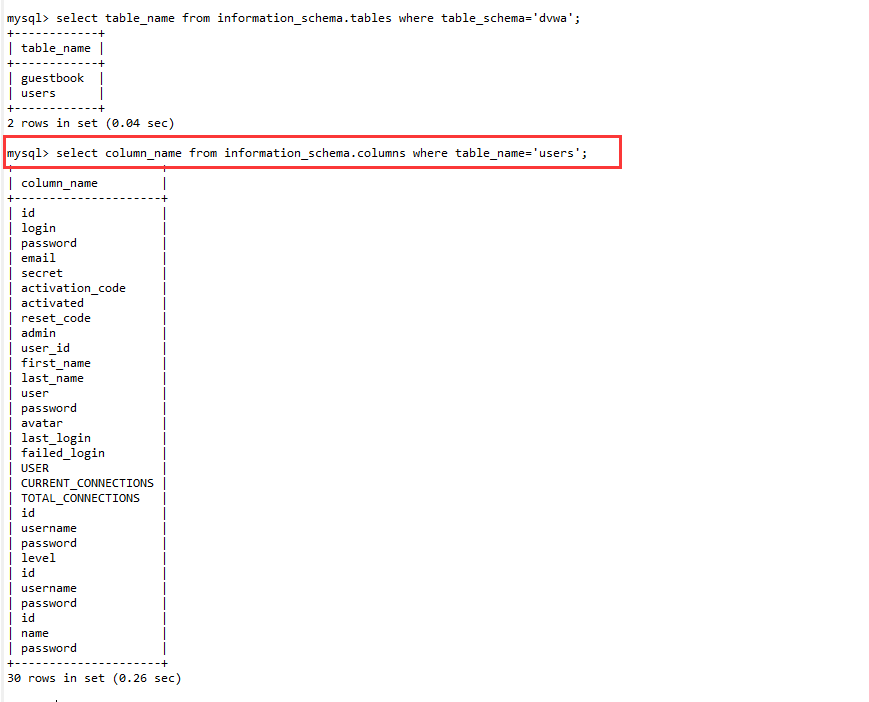 mysql> select table_name from information_schema.tables where table_schema='dvwa';
+------------+
| table_name |
+------------+
| guestbook  |
| users      |
+------------+
2 rows in set (0.04 sec)
mysql> select column_name from information_schema.columns where table_name='users';
| column_name         |
+---------------------+
| id                  |
| login               |
| password            |
| email               |
| secret              |
| activation_code     |
| activated           |
| reset_code          |
| admin               |
| user_id             |
| first_name          |
| last_name           |
| user                |
| password            |
| avatar              |
| last_login          |
| failed_login        |
| USER                |
| CURRENT_CONNECTIONS |
| TOTAL_CONNECTIONS   |
| id                  |
| username            |
| password            |
| level               |
| id                  |
| username            |
| password            |
| id                  |
| name                |
| password            |
+---------------------+
30 rows in set (0.26 sec)